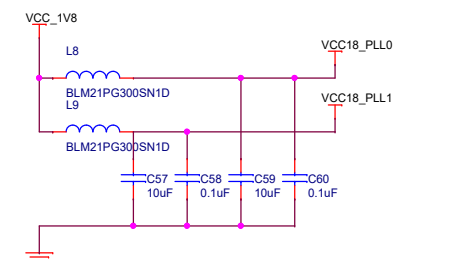 VCC_1V8
L8
VCC18_PLL0
BLM21PG300SN1D
L9
VCC18_PLL1
BLM21PG300SN1D
C57 C58 C59 C60
10uF 0.1uF 10uF 0.1uF